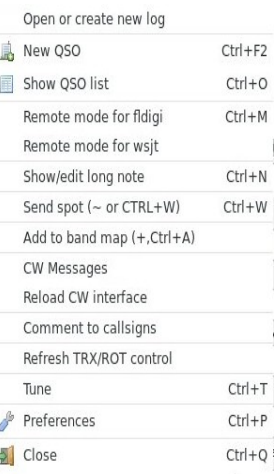 Open or create new log
New QSO Ctrl+F2
Show QSO list Ctrl+O
Remote mode for fldigi Ctrl+M
Remote mode for wsjt
Show/edit long note Ctrl+N
Send spot (~ or CTRL+W) Ctrl+W
Add to band map (+,Ctrl+A)
CW Messages
Reload CW interface
Comment to callsigns
Refresh TRX/ROT control
Tune Ctrl+T
Preferences Ctrl+P
Close Ctrl+Q